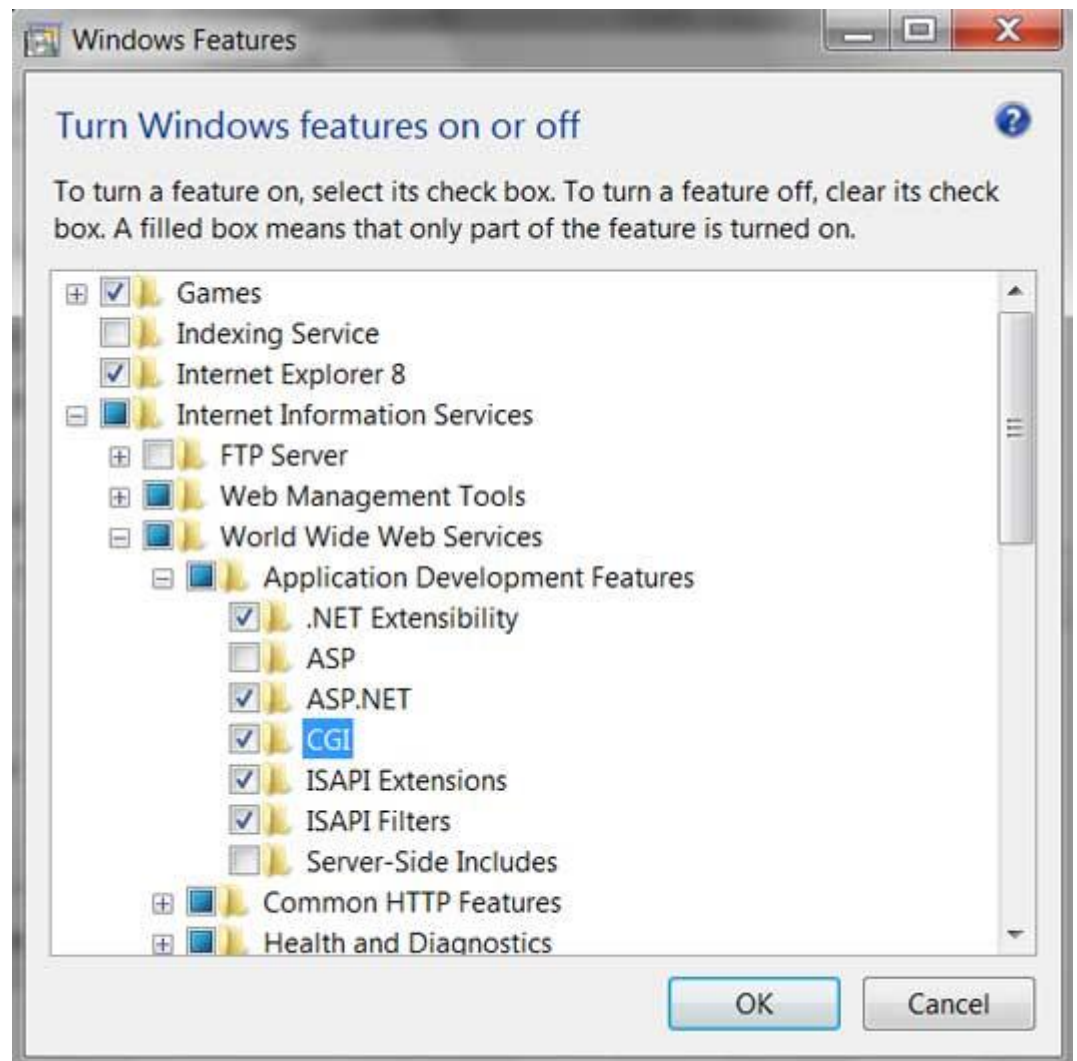 Windows Features
Turn Windows features on or off
To turn a feature on, select its check box. To turn a feature off, clear its check
box. A filled box means that only part of the feature is turned on.
Games
Indexing Service
Internet Explorer 8
Internet Information Services
FTP Server
Web Management Tools
World Wide Web Services
Application Development Features
.NET Extensibility
ASP
ASP.NET
CGI
ISAPI Extensions
ISAPI Filters
Server-Side Includes
Common HTTP Features
Health and Diagnostics
OK Cancel